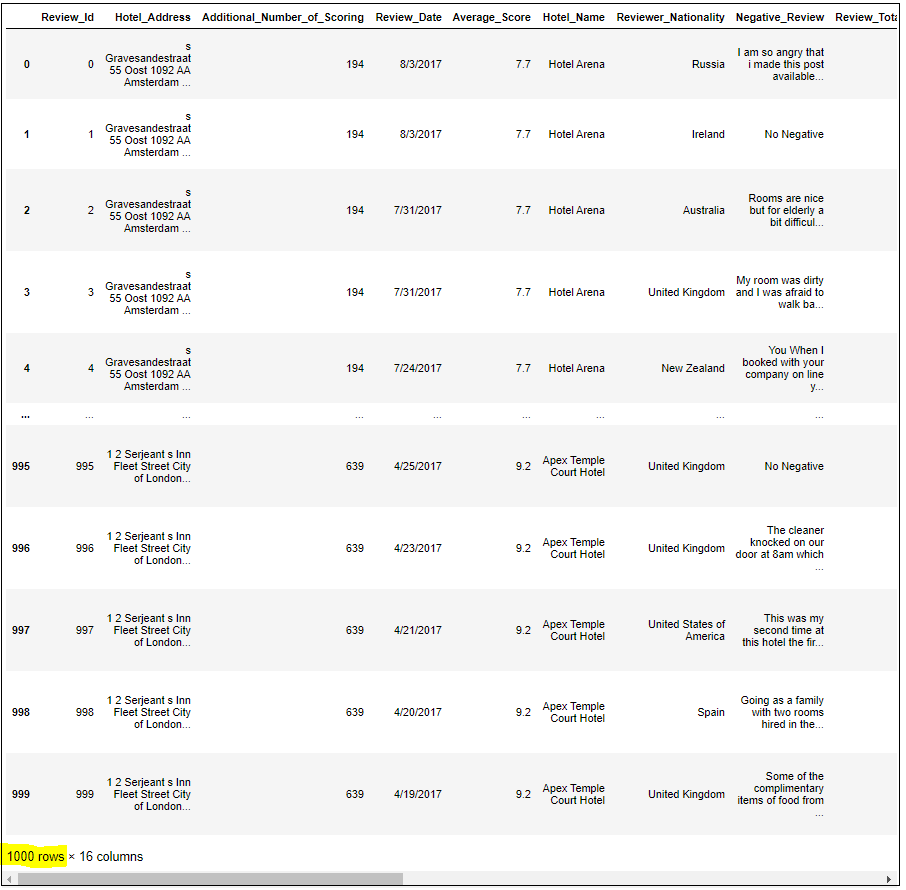 Review_Id Hotel_Address Additional_Number_of_Scoring Review_Date Average_Score Hotel_Name Reviewer_Nationality Negative_Review Review_Tota
0 0 s Gravesandestraat 55 Oost 1092 AA Amsterdam ... 194 8/3/2017 7.7 Hotel Arena Russia I am so angry that i made this post available...
1 1 s Gravesandestraat 55 Oost 1092 AA Amsterdam ... 194 8/3/2017 7.7 Hotel Arena Ireland No Negative
2 2 s Gravesandestraat 55 Oost 1092 AA Amsterdam ... 194 7/31/2017 7.7 Hotel Arena Australia Rooms are nice but for elderly a bit difficul...
3 3 s Gravesandestraat 55 Oost 1092 AA Amsterdam ... 194 7/31/2017 7.7 Hotel Arena United Kingdom My room was dirty and I was afraid to walk ba...
4 4 s Gravesandestraat 55 Oost 1092 AA Amsterdam ... 194 7/24/2017 7.7 Hotel Arena New Zealand You When I booked with your company on line y...
... ... ... ... ... ... ... ... ...
995 995 1 2 Serjeant s Inn Fleet Street City of London... 639 4/25/2017 9.2 Apex Temple Court Hotel United Kingdom No Negative
996 996 1 2 Serjeant s Inn Fleet Street City of London... 639 4/23/2017 9.2 Apex Temple Court Hotel United Kingdom The cleaner knocked on our door at 8am which ...
997 997 1 2 Serjeant s Inn Fleet Street City of London... 639 4/21/2017 9.2 Apex Temple Court Hotel United States of America This was my second time at this hotel the fir...
998 998 1 2 Serjeant s Inn Fleet Street City of London... 639 4/20/2017 9.2 Apex Temple Court Hotel Spain Going as a family with two rooms hired in the...
999 999 1 2 Serjeant s Inn Fleet Street City of London... 639 4/19/2017 9.2 Apex Temple Court Hotel United Kingdom Some of the complimentary items of food from ...
1000 rows × 16 columns